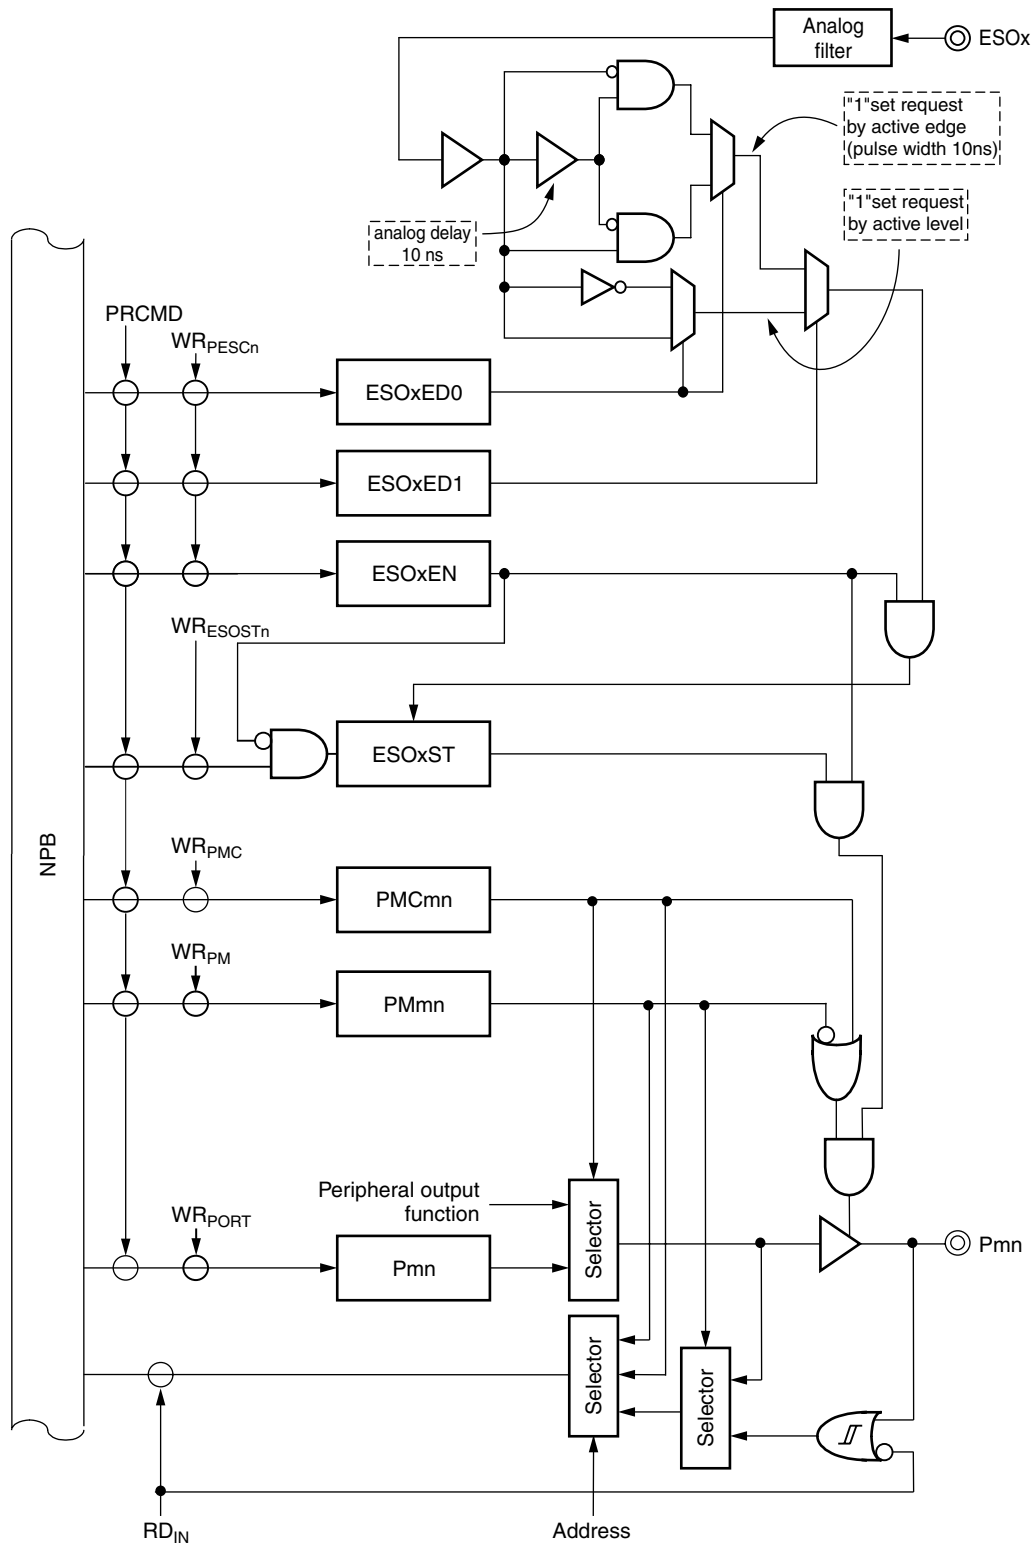 Analog
filter
ESOx
"1"set request
by active edge
(pulse width 10ns)
"1"set request
by active level
analog delay
10 ns
PRCMD
WRPESCn
ESOxED0
ESOxED1
ESOxEN
WRESOSTn
ESOxST
NPB
WRPMC
PMCmn
WRPM
PMmn
Peripheral output
function
WRPORT
Pmn
Selector
Pmn
Selector
Selector
RDIN
Address